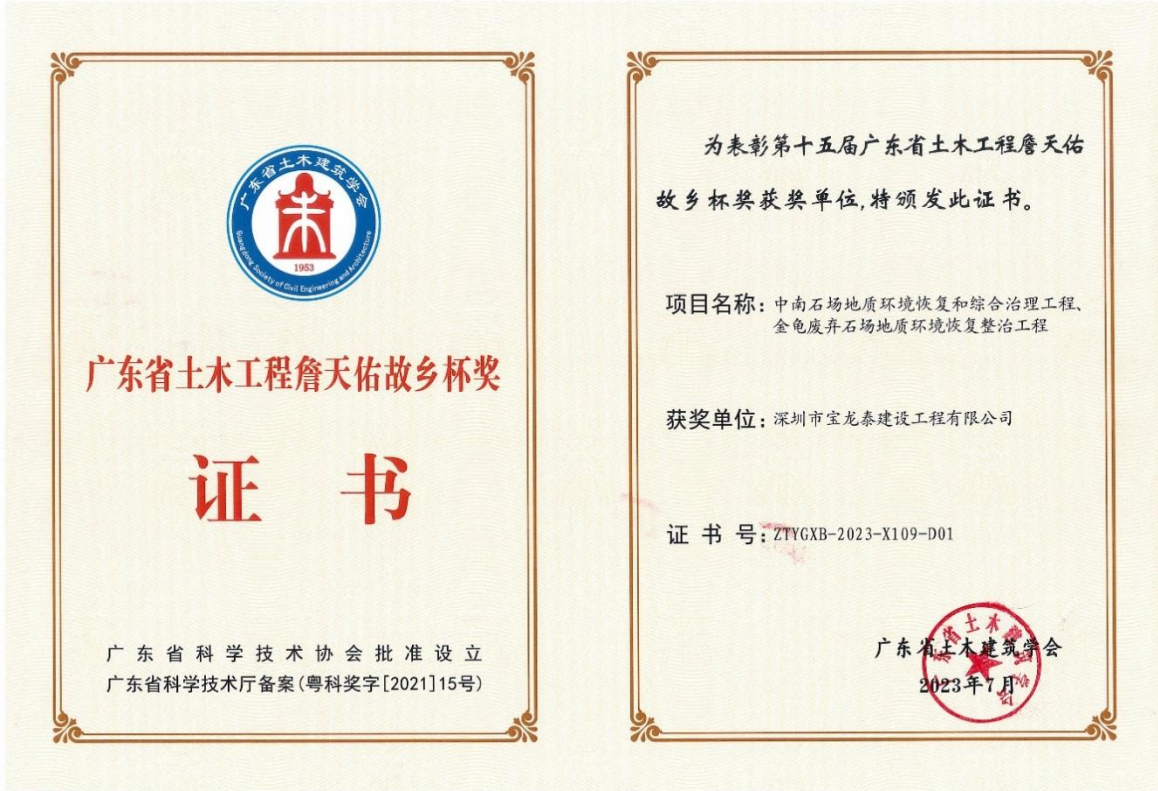 广东省土木建筑学会
1953
Guangdong Society of Civil Engineering and Architecture
广东省土木工程詹天佑故乡杯奖
证 书
广东省科学技术协会批准设立
广东省科学技术厅备案(粤科奖字[2021]15号)
为表彰第十五届广东省土木工程詹天佑
故乡杯奖获奖单位,特颁发此证书。
项目名称：中南石场地质环境恢复和综合治理工程、
金龟废弃石场地质环境恢复整治工程
获奖单位：深圳市宝龙泰建设工程有限公司
证 书 号：ZTYGXB-2023-X109-D01
广东省土木建筑学会
2023年7月
广东省土木建筑学会